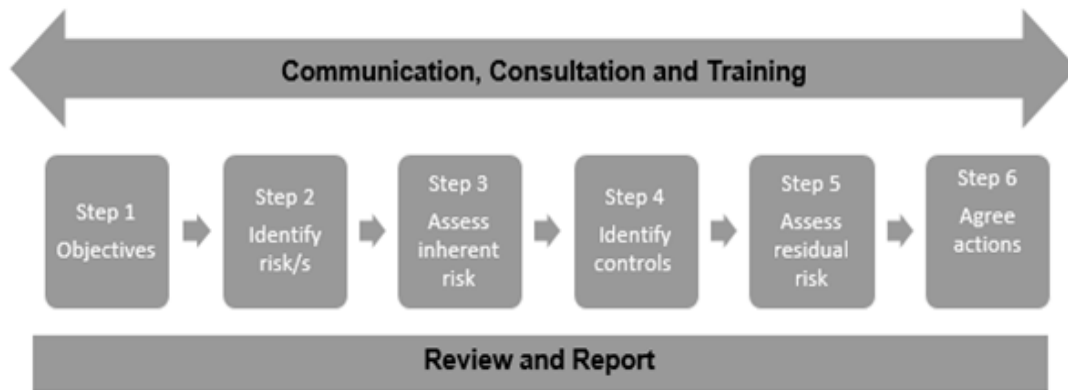 Communication, Consultation and Training
Step 1
Objectives
Step 2
Identify
risk/s
Step 3
Assess
inherent
risk
Step 4
Identify
controls
Step 5
Assess
residual
risk
Step 6
Agree
actions
Review and Report